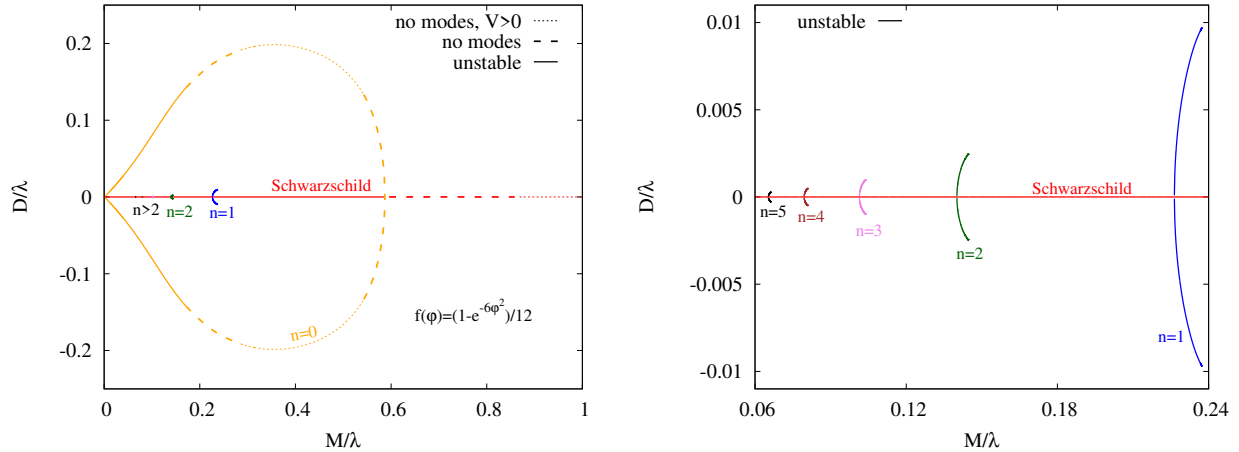 no modes, V>0
no modes
unstable
0.2
0.1
0
-0.1
-0.2
D/λ
Schwarzschild
n>2
n=2
n=1
n=0
f(φ)=(1-e^{-6φ^2})/12
0
0.2
0.4
0.6
0.8
1
M/λ
unstable
0.01
0.005
0
-0.005
-0.01
D/λ
Schwarzschild
n=5
n=4
n=3
n=2
n=1
0.06
0.12
0.18
0.24
M/λ